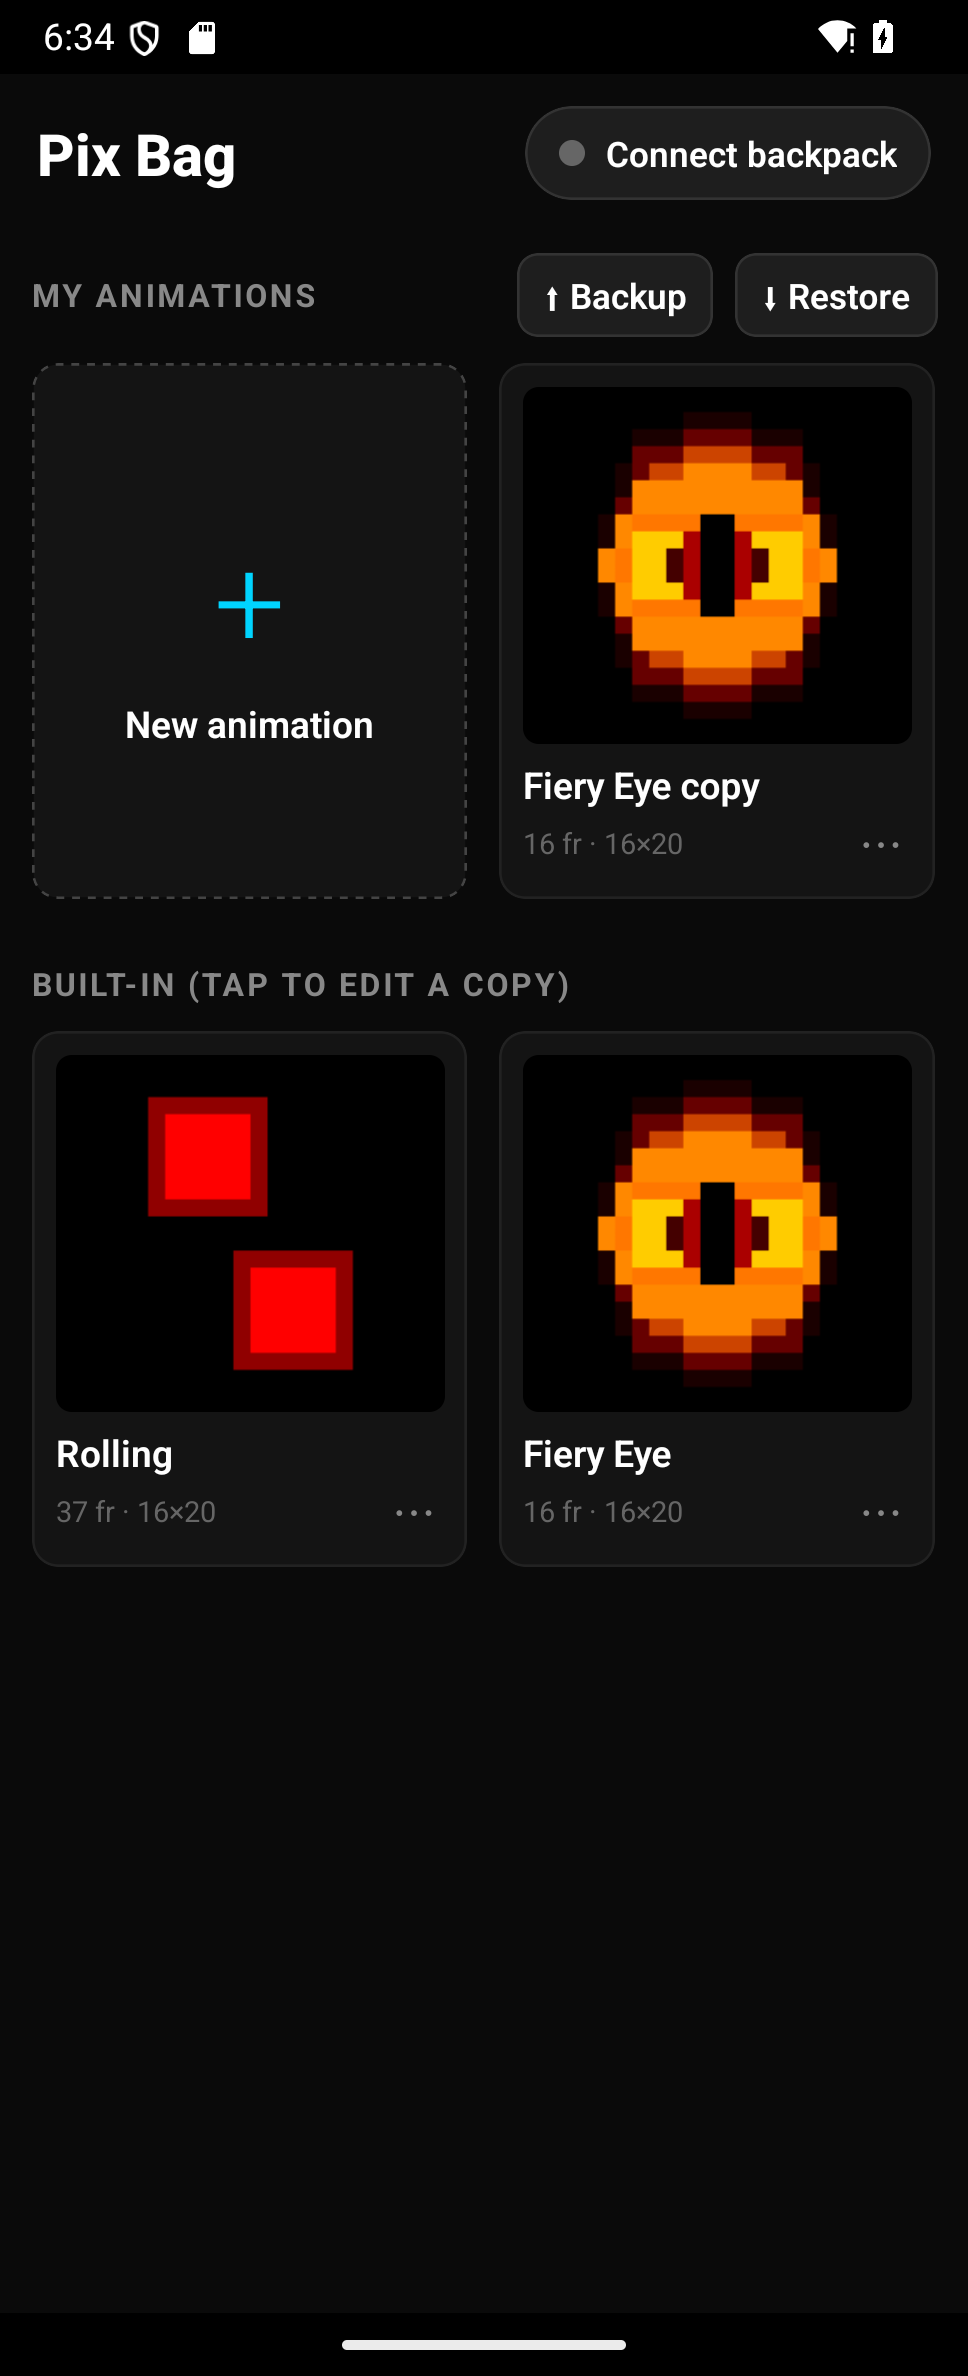 6:34
Pix Bag
Connect backpack
MY ANIMATIONS
↑ Backup
↓ Restore
+
New animation
Fiery Eye copy
16 fr · 16×20
BUILT-IN (TAP TO EDIT A COPY)
Rolling
37 fr · 16×20
Fiery Eye
16 fr · 16×20